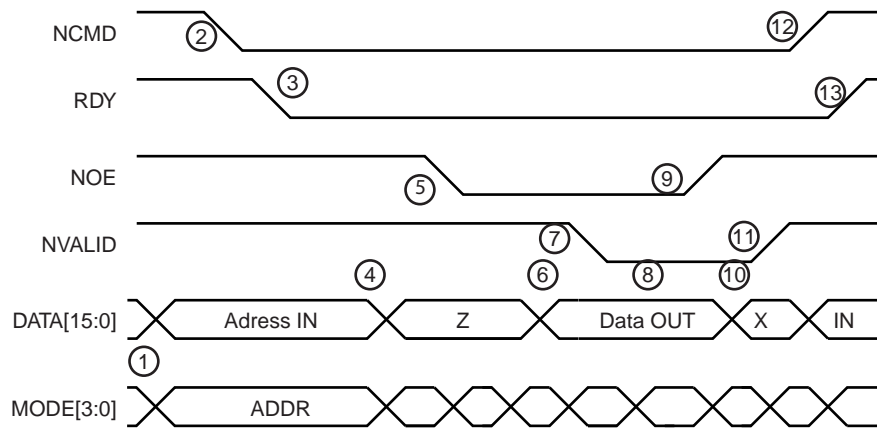 NCMD 2 12
RDY 3 13
NOE 5 9
NVALID 7 11
4 6 8 10
DATA[15:0] Adress IN Z Data OUT X IN
1
MODE[3:0] ADDR